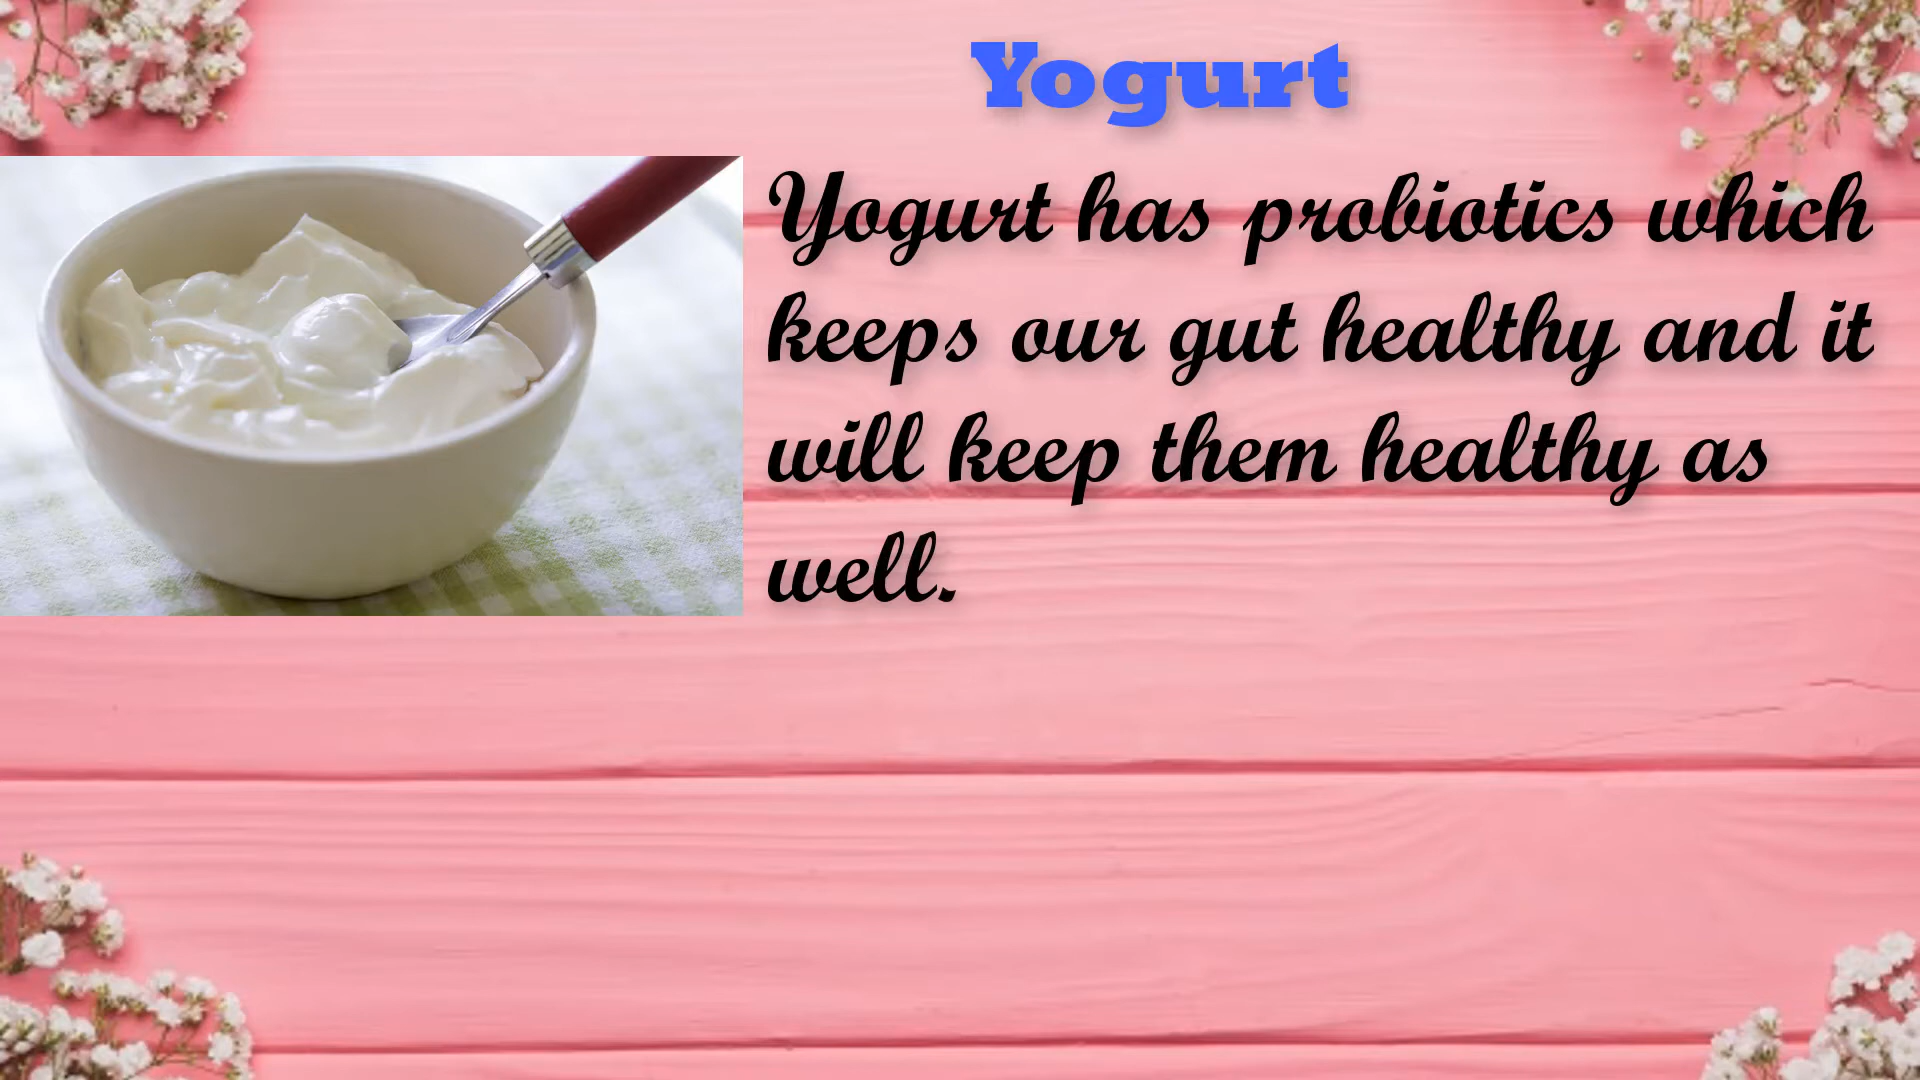 Yogurt
Yogurt has probiotics which
keeps our gut healthy and it
will keep them healthy as
well.